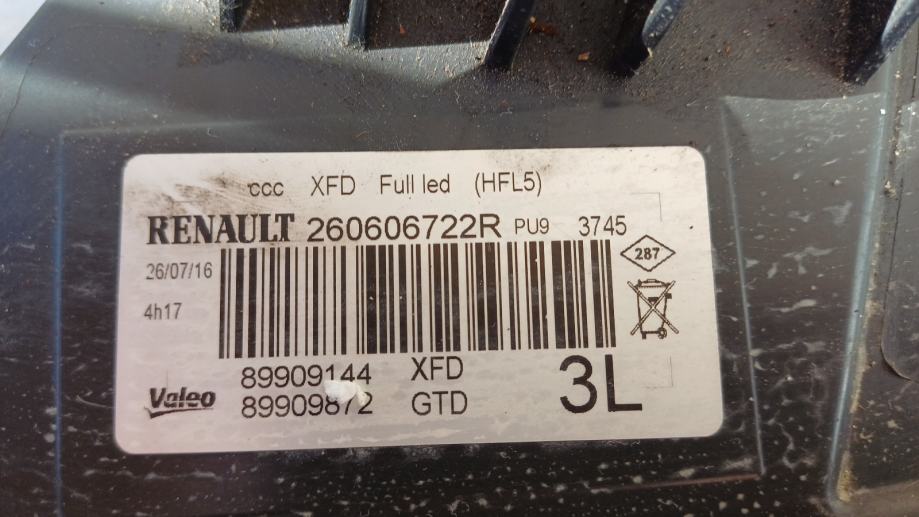 ccc XFD Full led (HFL5)
RENAULT 260606722R PU9 3745
26/07/16
287
4h17
89909144 XFD
Valeo 89909872 GTD
3L